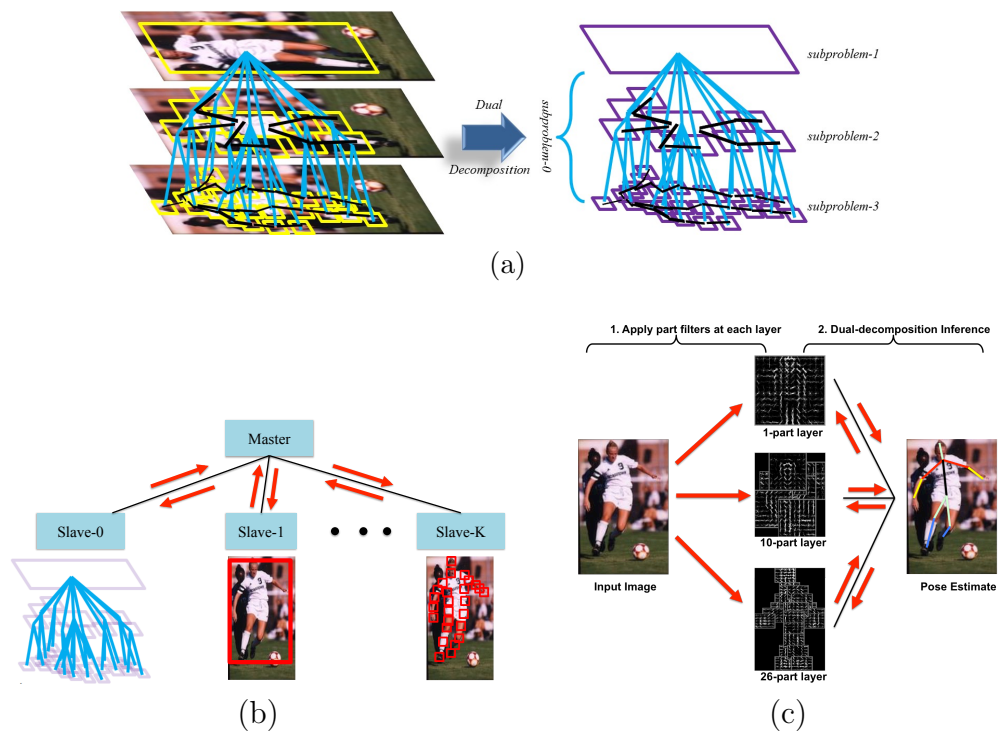 Dual
Decomposition
subproblem-0
subproblem-1
subproblem-2
subproblem-3
(a)
Master
Slave-0
Slave-1
Slave-K
9
(b)
1. Apply part filters at each layer
2. Dual-decomposition Inference
1-part layer
10-part layer
26-part layer
Input Image
Pose Estimate
(c)